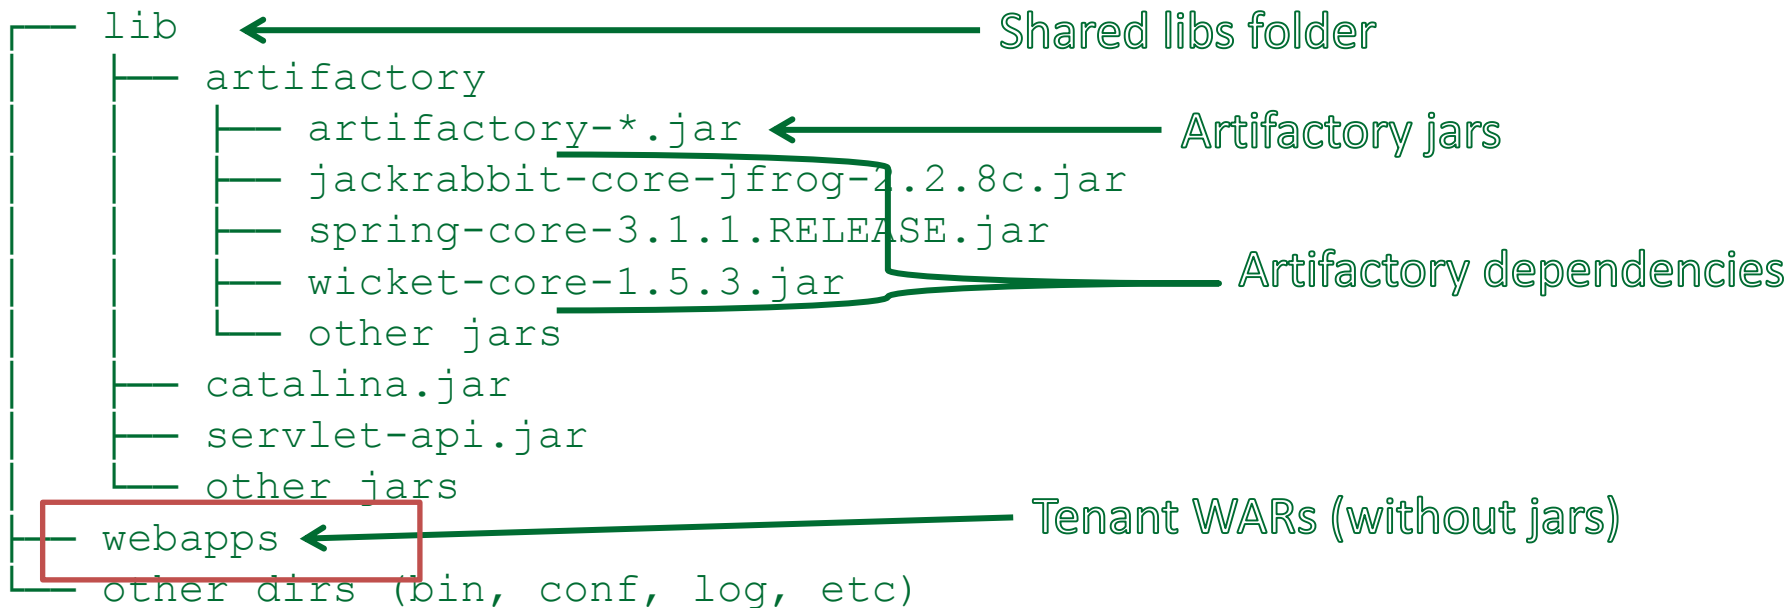 lib
Shared libs folder
artifactory
artifactory-*.jar
Artifactory jars
jackrabbit-core-jfrog-2.2.8c.jar
spring-core-3.1.1.RELEASE.jar
wicket-core-1.5.3.jar
Artifactory dependencies
other jars
catalina.jar
servlet-api.jar
other jars
Tenant WARs (without jars)
webapps
other dirs (bin, conf, log, etc)